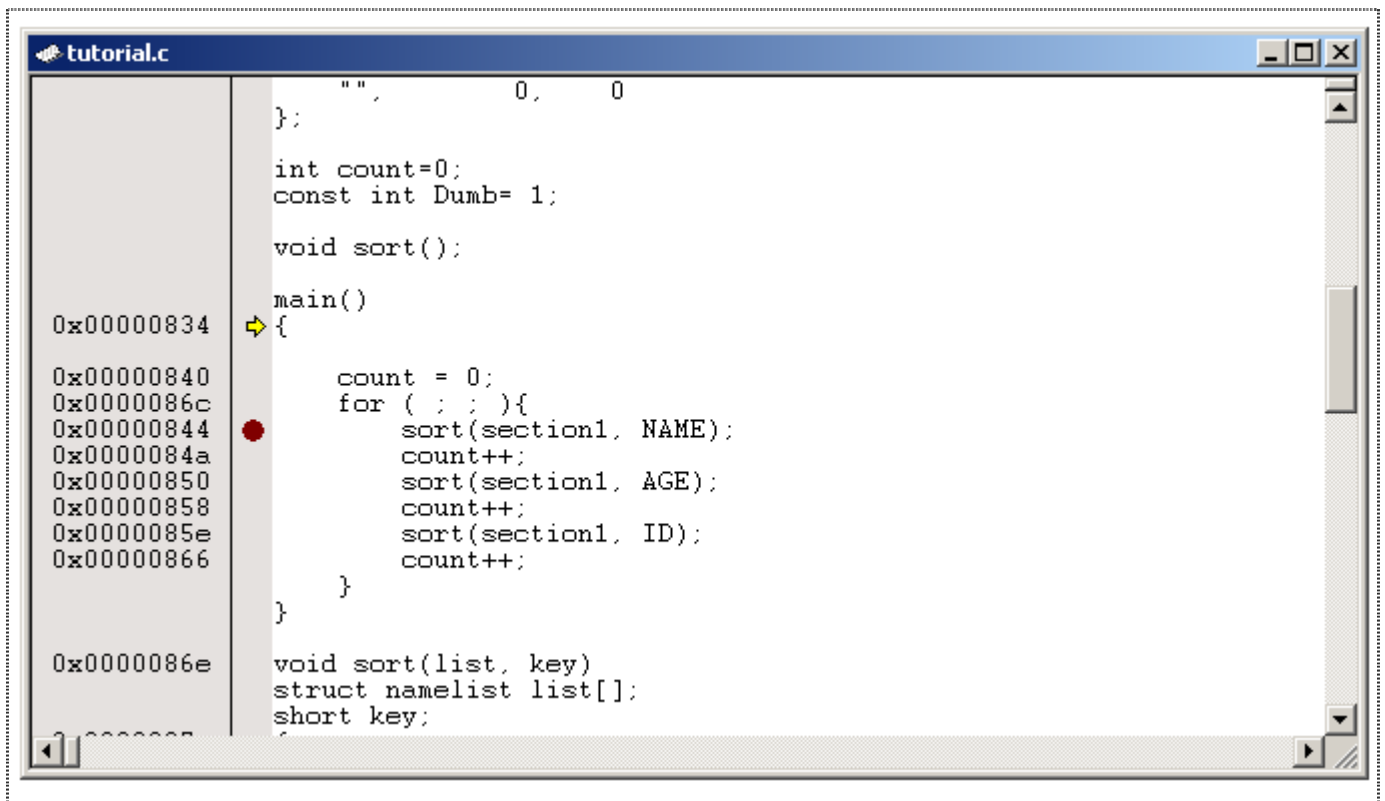 tutorial.c
"", 0, 0
};
int count=0;
const int Dumb= 1;
void sort();
main()
0x00000834 {
0x00000840 count = 0;
0x0000086c for ( ; ; ){
0x00000844 sort(section1, NAME);
0x0000084a count++;
0x00000850 sort(section1, AGE);
0x00000858 count++;
0x0000085e sort(section1, ID);
0x00000866 count++;
}
}
0x0000086e void sort(list, key)
struct namelist list[];
short key;